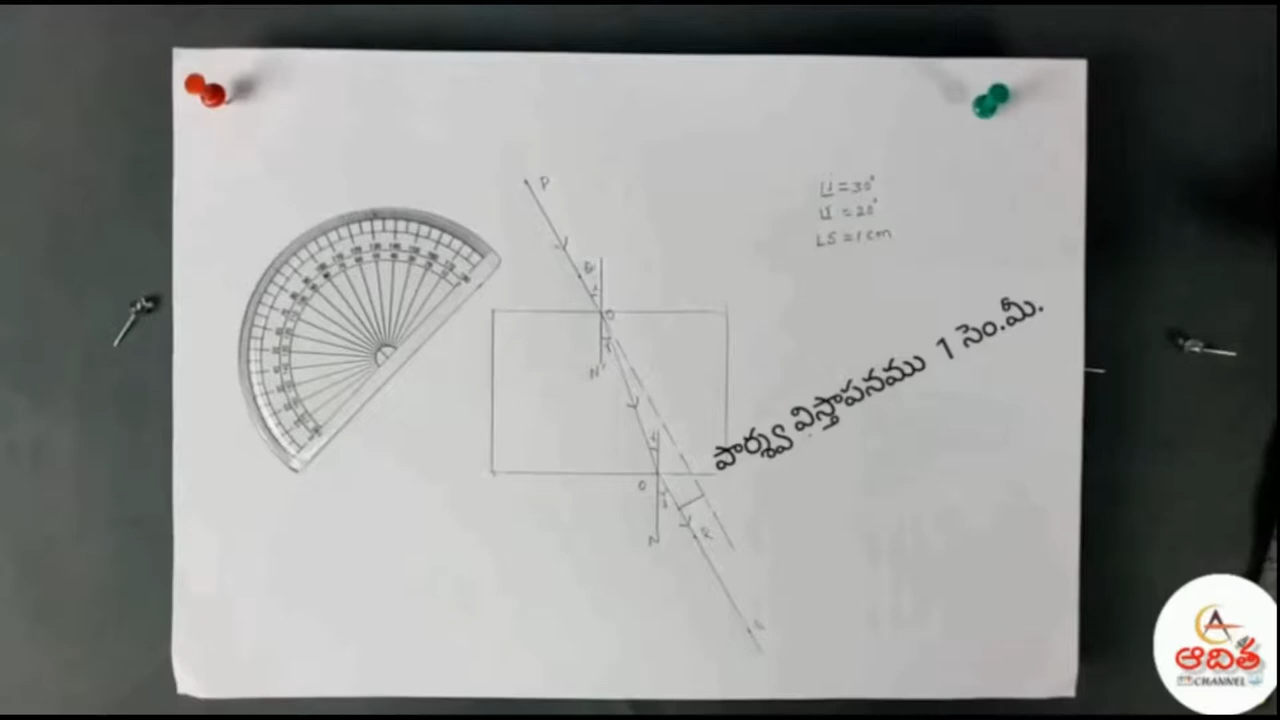 P
∠i = 30°
∠r = 20°
LS = 1 cm
O
N'
పార్శ్వ విస్తాపనము 1 సెం.మీ.
O
R
ఆదిత్య
CHANNEL